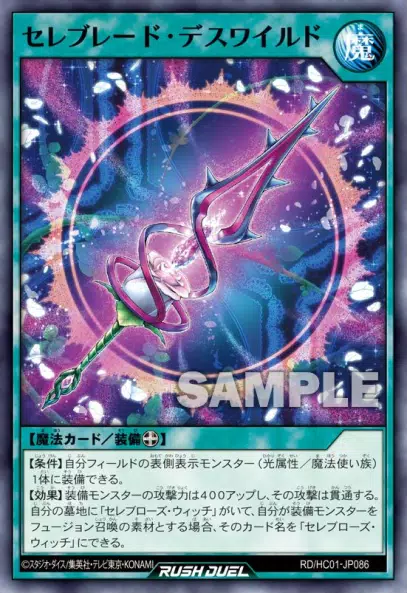 セレブレード・デスワイルド
魔
SAMPLE
【魔法カード／装備】
【条件】自分フィールドの表側表示モンスター（光属性／魔法使い族）
1体に装備できる。
【効果】装備モンスターの攻撃力は400アップし、その攻撃は貫通する。
自分の墓地に「セレブローズ・ウィッチ」がいて、自分が装備モンスターを
フュージョン召喚の素材とする場合、そのカード名を「セレブローズ・
ウィッチ」にできる。
©スタジオ・ダイス/集英社・テレビ東京・KONAMI
RUSH DUEL
RD/HC01-JP086